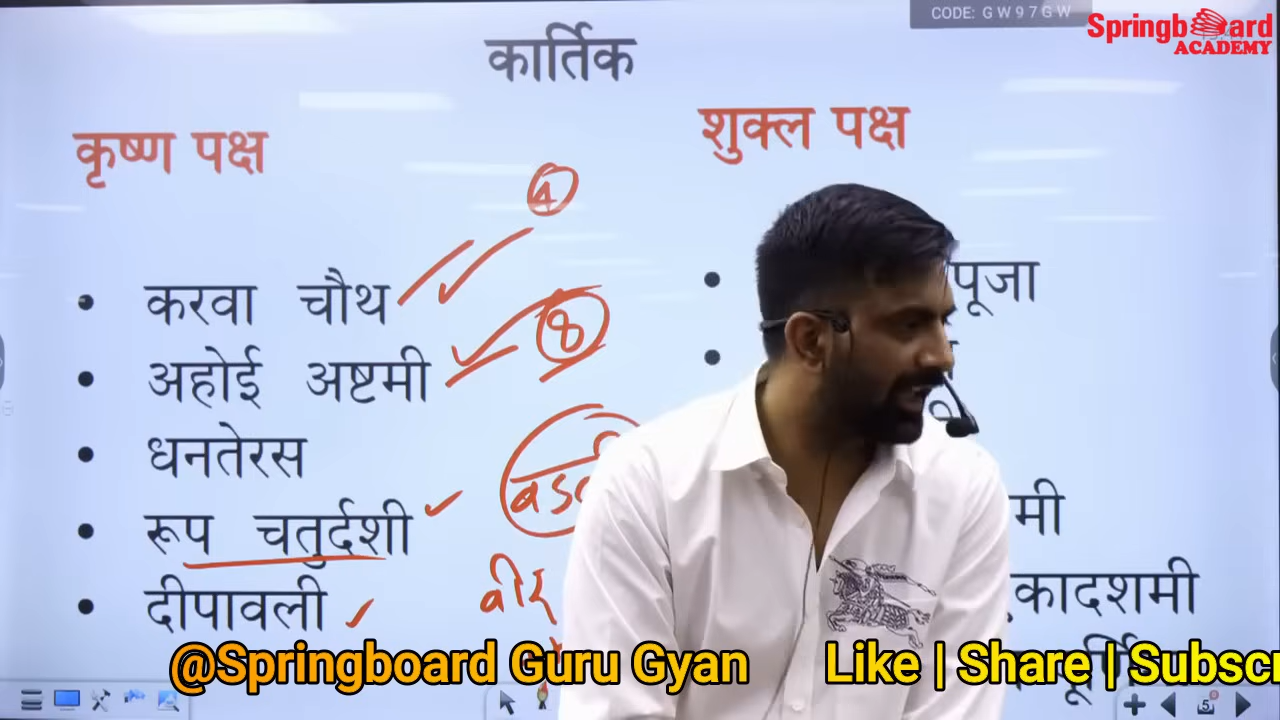 CODE: GW97GW
Springboard
ACADEMY
कार्तिक
कृष्ण पक्ष
करवा चौथ
4
अहोई अष्टमी
8
धनतेरस
रूप चतुर्दशी
दीपावली
वीर
शुक्ल पक्ष
पूजा
मी
कादशमी
@Springboard Guru Gyan
Like | Share | Subscr
5